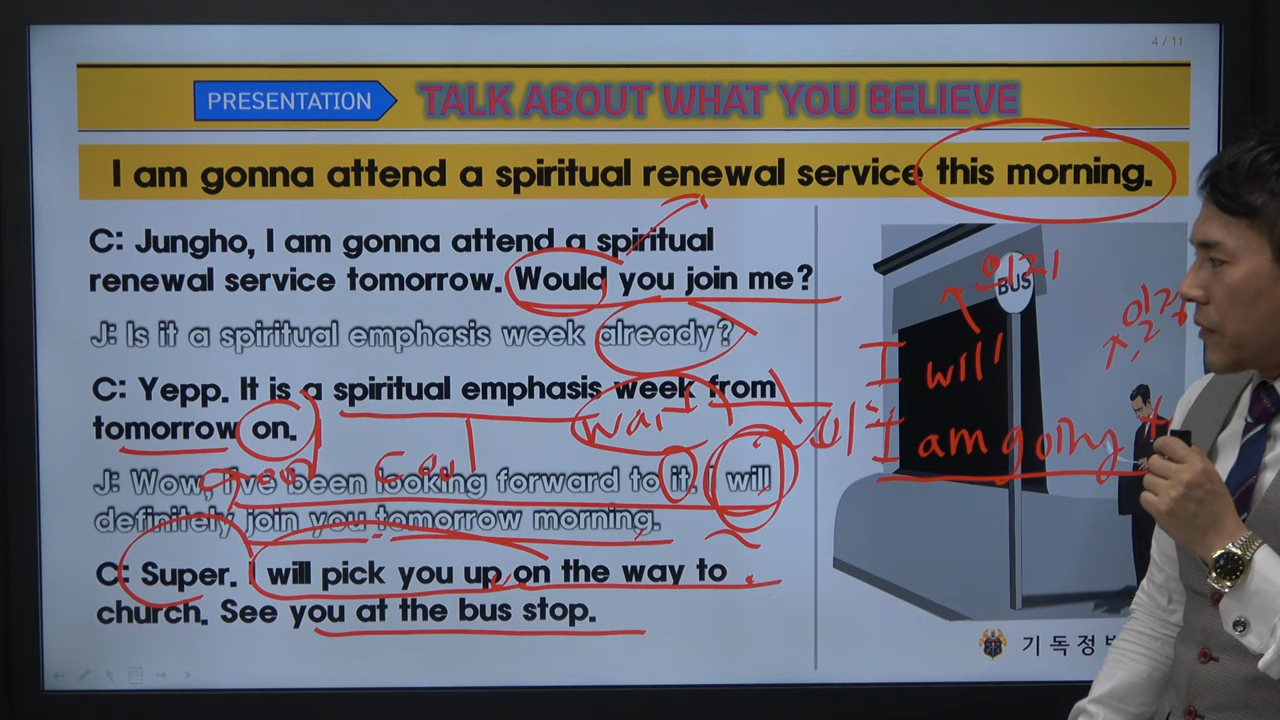 4 / 11
PRESENTATION
TALK ABOUT WHAT YOU BELIEVE
I am gonna attend a spiritual renewal service this morning.
C: Jungho, I am gonna attend a spiritual
renewal service tomorrow. Would you join me?
J: Is it a spiritual emphasis week already?
C: Yepp. It is a spiritual emphasis week from
tomorrow on.
J: Wow, I've been looking forward to it. I will
definitely join you tomorrow morning.
C: Super. I will pick you up on the way to
church. See you at the bus stop.
BUS
의지
I will
I am going
기독정